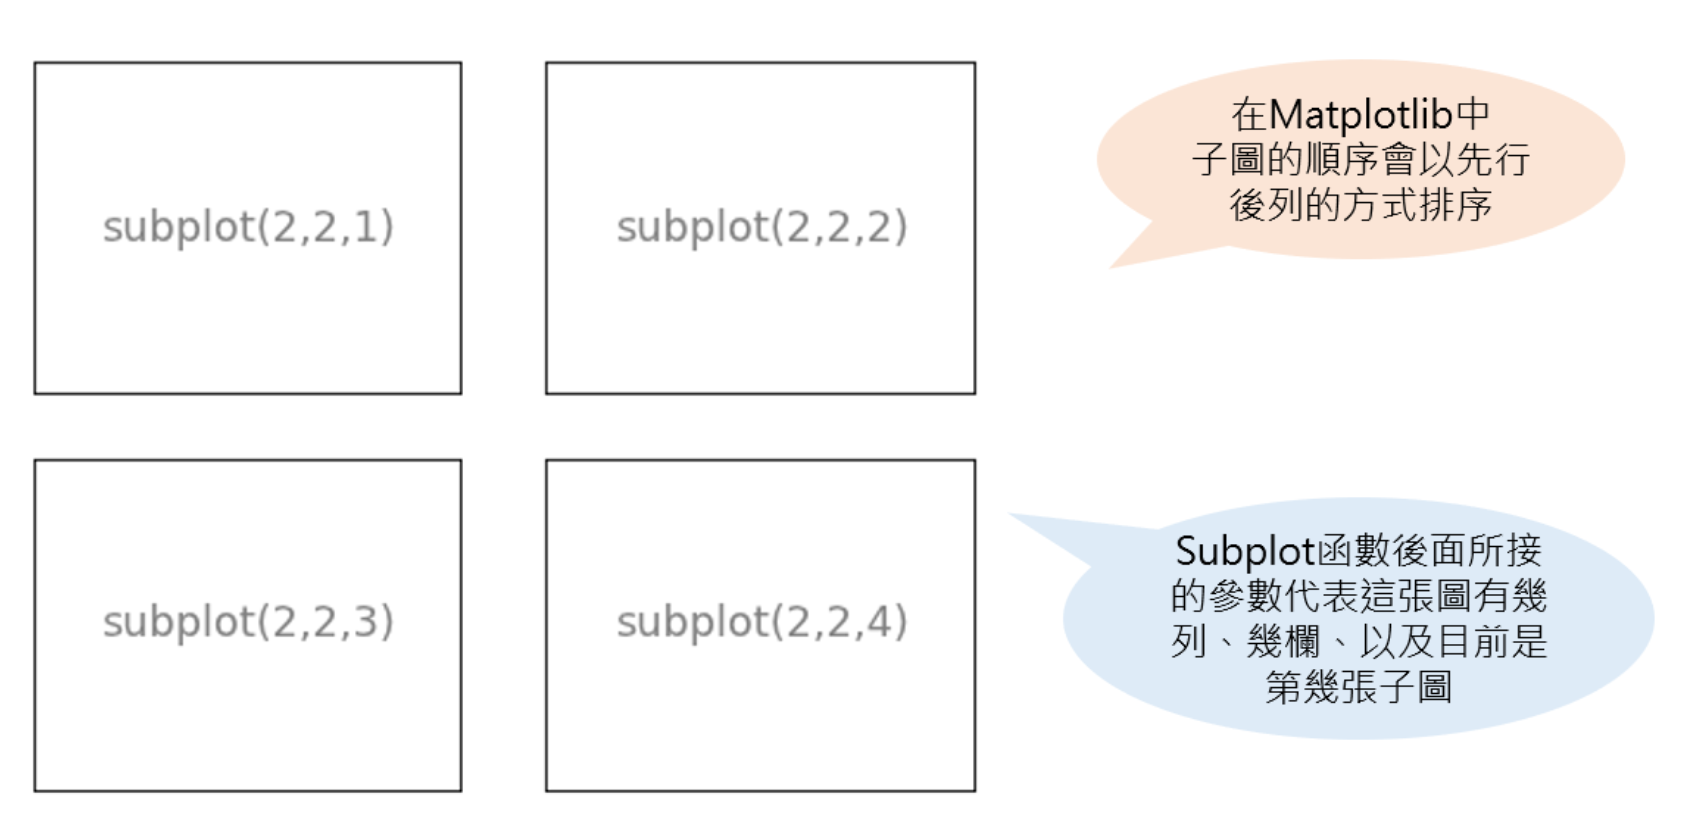 subplot(2,2,1)
subplot(2,2,2)
在Matplotlib中
子圖的順序會以先行
後列的方式排序
subplot(2,2,3)
subplot(2,2,4)
Subplot函數後面所接
的參數代表這張圖有幾
列、幾欄、以及目前是
第幾張子圖